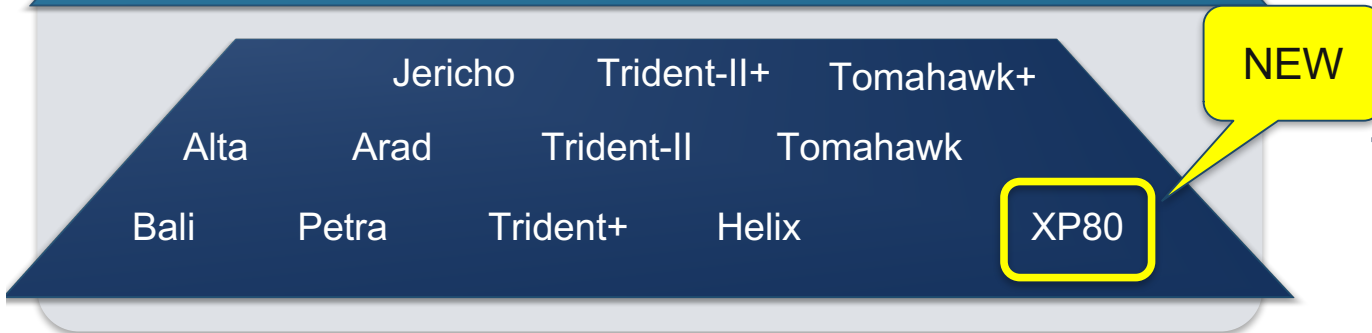 NEW
Jericho Trident-II+ Tomahawk+
Alta Arad Trident-II Tomahawk
Bali Petra Trident+ Helix XP80